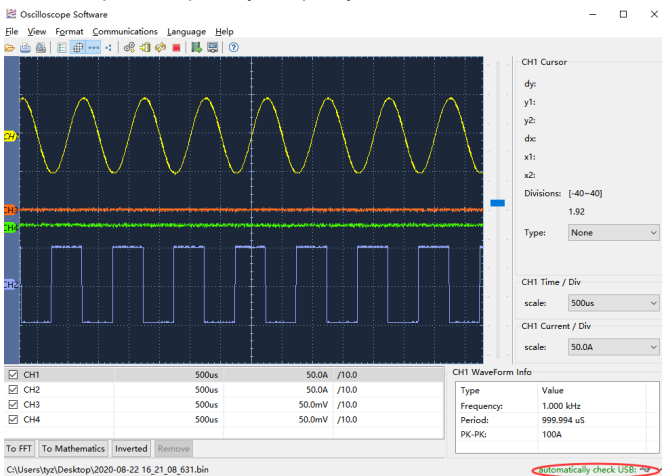 Oscilloscope Software
File View Format Communications Language Help
CH1 Cursor
dy:
y1:
y2:
dx:
x1:
x2:
Divisions: [-40~40]
1.92
Type: None
CH1 Time / Div
scale: 500us
CH1 Current / Div
scale: 50.0A
CH3
CH4
CH2
CH1 500us 50.0A /10.0
CH2 500us 50.0A /10.0
CH3 500us 50.0mV /10.0
CH4 500us 50.0mV /10.0
CH1 WaveForm Info
Type Value
Frequency: 1.000 kHz
Period: 999.994 uS
PK-PK: 100A
To FFT To Mathematics Inverted Remove
C:\Users\tyz\Desktop\2020-08-22 16_21_08_631.bin
automatically check USB: